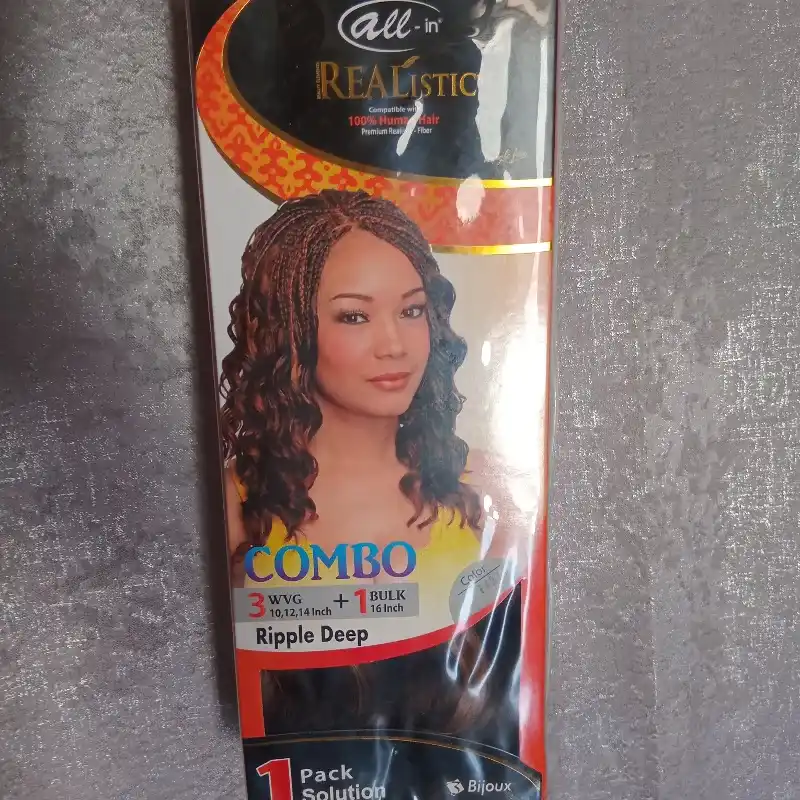 all-in
REALISTIC
Compatible with
100% Human Hair
Premium - Fiber
COMBO
3 WVG + 1 BULK
10,12,14 Inch 16 Inch
Ripple Deep
Color
1 Pack
Solution
Bijoux